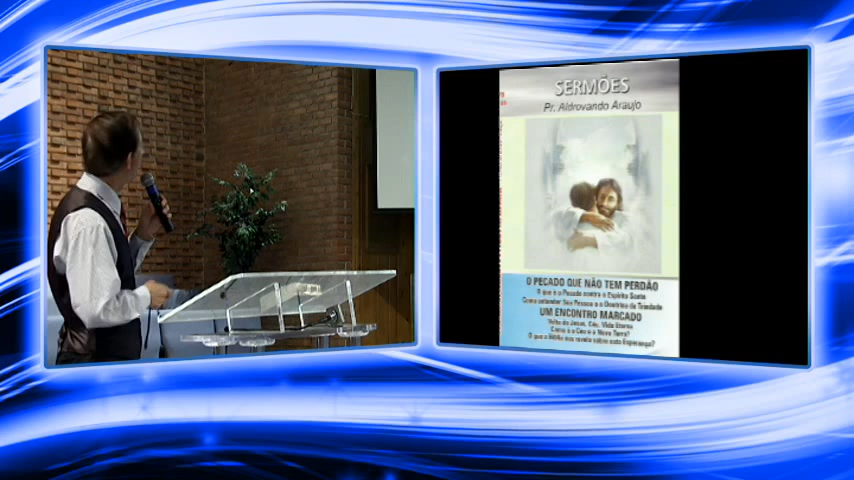 SERMÕES
Pr. Aldrovando Araujo
O PECADO QUE NÃO TEM PERDÃO
O que é o Pecado contra o Espírito Santo
Como entender Sua Pessoa e a Doutrina da Trindade
UM ENCONTRO MARCADO
Volta de Jesus, Céu, Vida Eterna
Como é o Céu e a Nova Terra?
O que a Bíblia nos revela sobre esta Esperança?